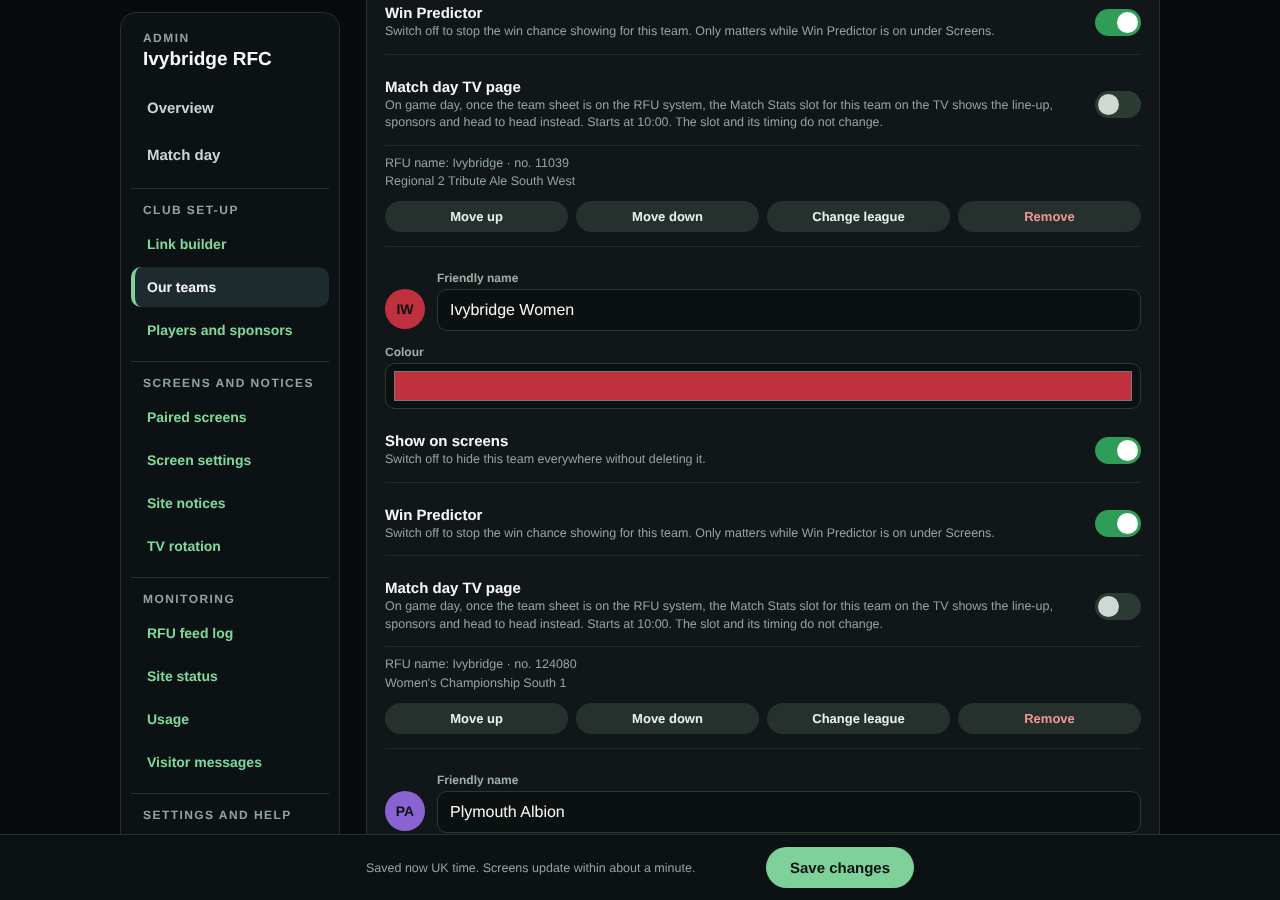 ADMIN
Ivybridge RFC
Overview
Match day
CLUB SET-UP
Link builder
Our teams
Players and sponsors
SCREENS AND NOTICES
Paired screens
Screen settings
Site notices
TV rotation
MONITORING
RFU feed log
Site status
Usage
Visitor messages
SETTINGS AND HELP
Win Predictor
Switch off to stop the win chance showing for this team. Only matters while Win Predictor is on under Screens.
Match day TV page
On game day, once the team sheet is on the RFU system, the Match Stats slot for this team on the TV shows the line-up,
sponsors and head to head instead. Starts at 10:00. The slot and its timing do not change.
RFU name: Ivybridge · no. 11039
Regional 2 Tribute Ale South West
Move up
Move down
Change league
Remove
Friendly name
IW
Ivybridge Women
Colour
Show on screens
Switch off to hide this team everywhere without deleting it.
Win Predictor
Switch off to stop the win chance showing for this team. Only matters while Win Predictor is on under Screens.
Match day TV page
On game day, once the team sheet is on the RFU system, the Match Stats slot for this team on the TV shows the line-up,
sponsors and head to head instead. Starts at 10:00. The slot and its timing do not change.
RFU name: Ivybridge · no. 124080
Women's Championship South 1
Move up
Move down
Change league
Remove
Friendly name
PA
Plymouth Albion
Saved now UK time. Screens update within about a minute.
Save changes